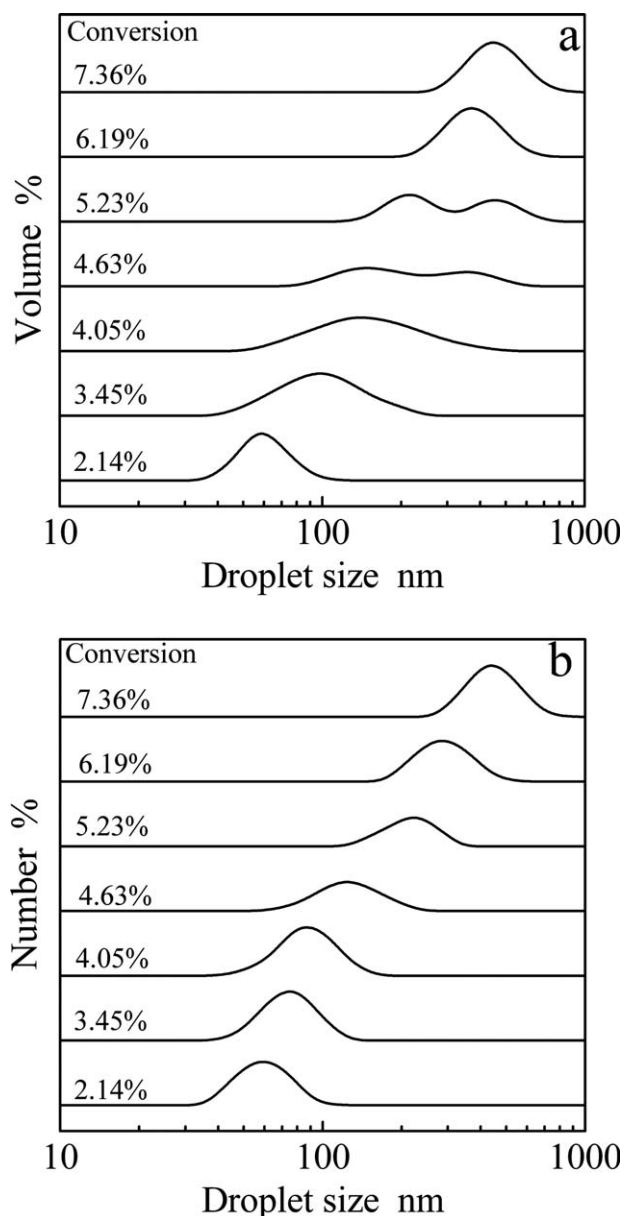 Conversion
a
7.36%
6.19%
5.23%
4.63%
4.05%
3.45%
2.14%
Volume %
10 100 1000
Droplet size nm
Conversion
b
7.36%
6.19%
5.23%
4.63%
4.05%
3.45%
2.14%
Number %
10 100 1000
Droplet size nm